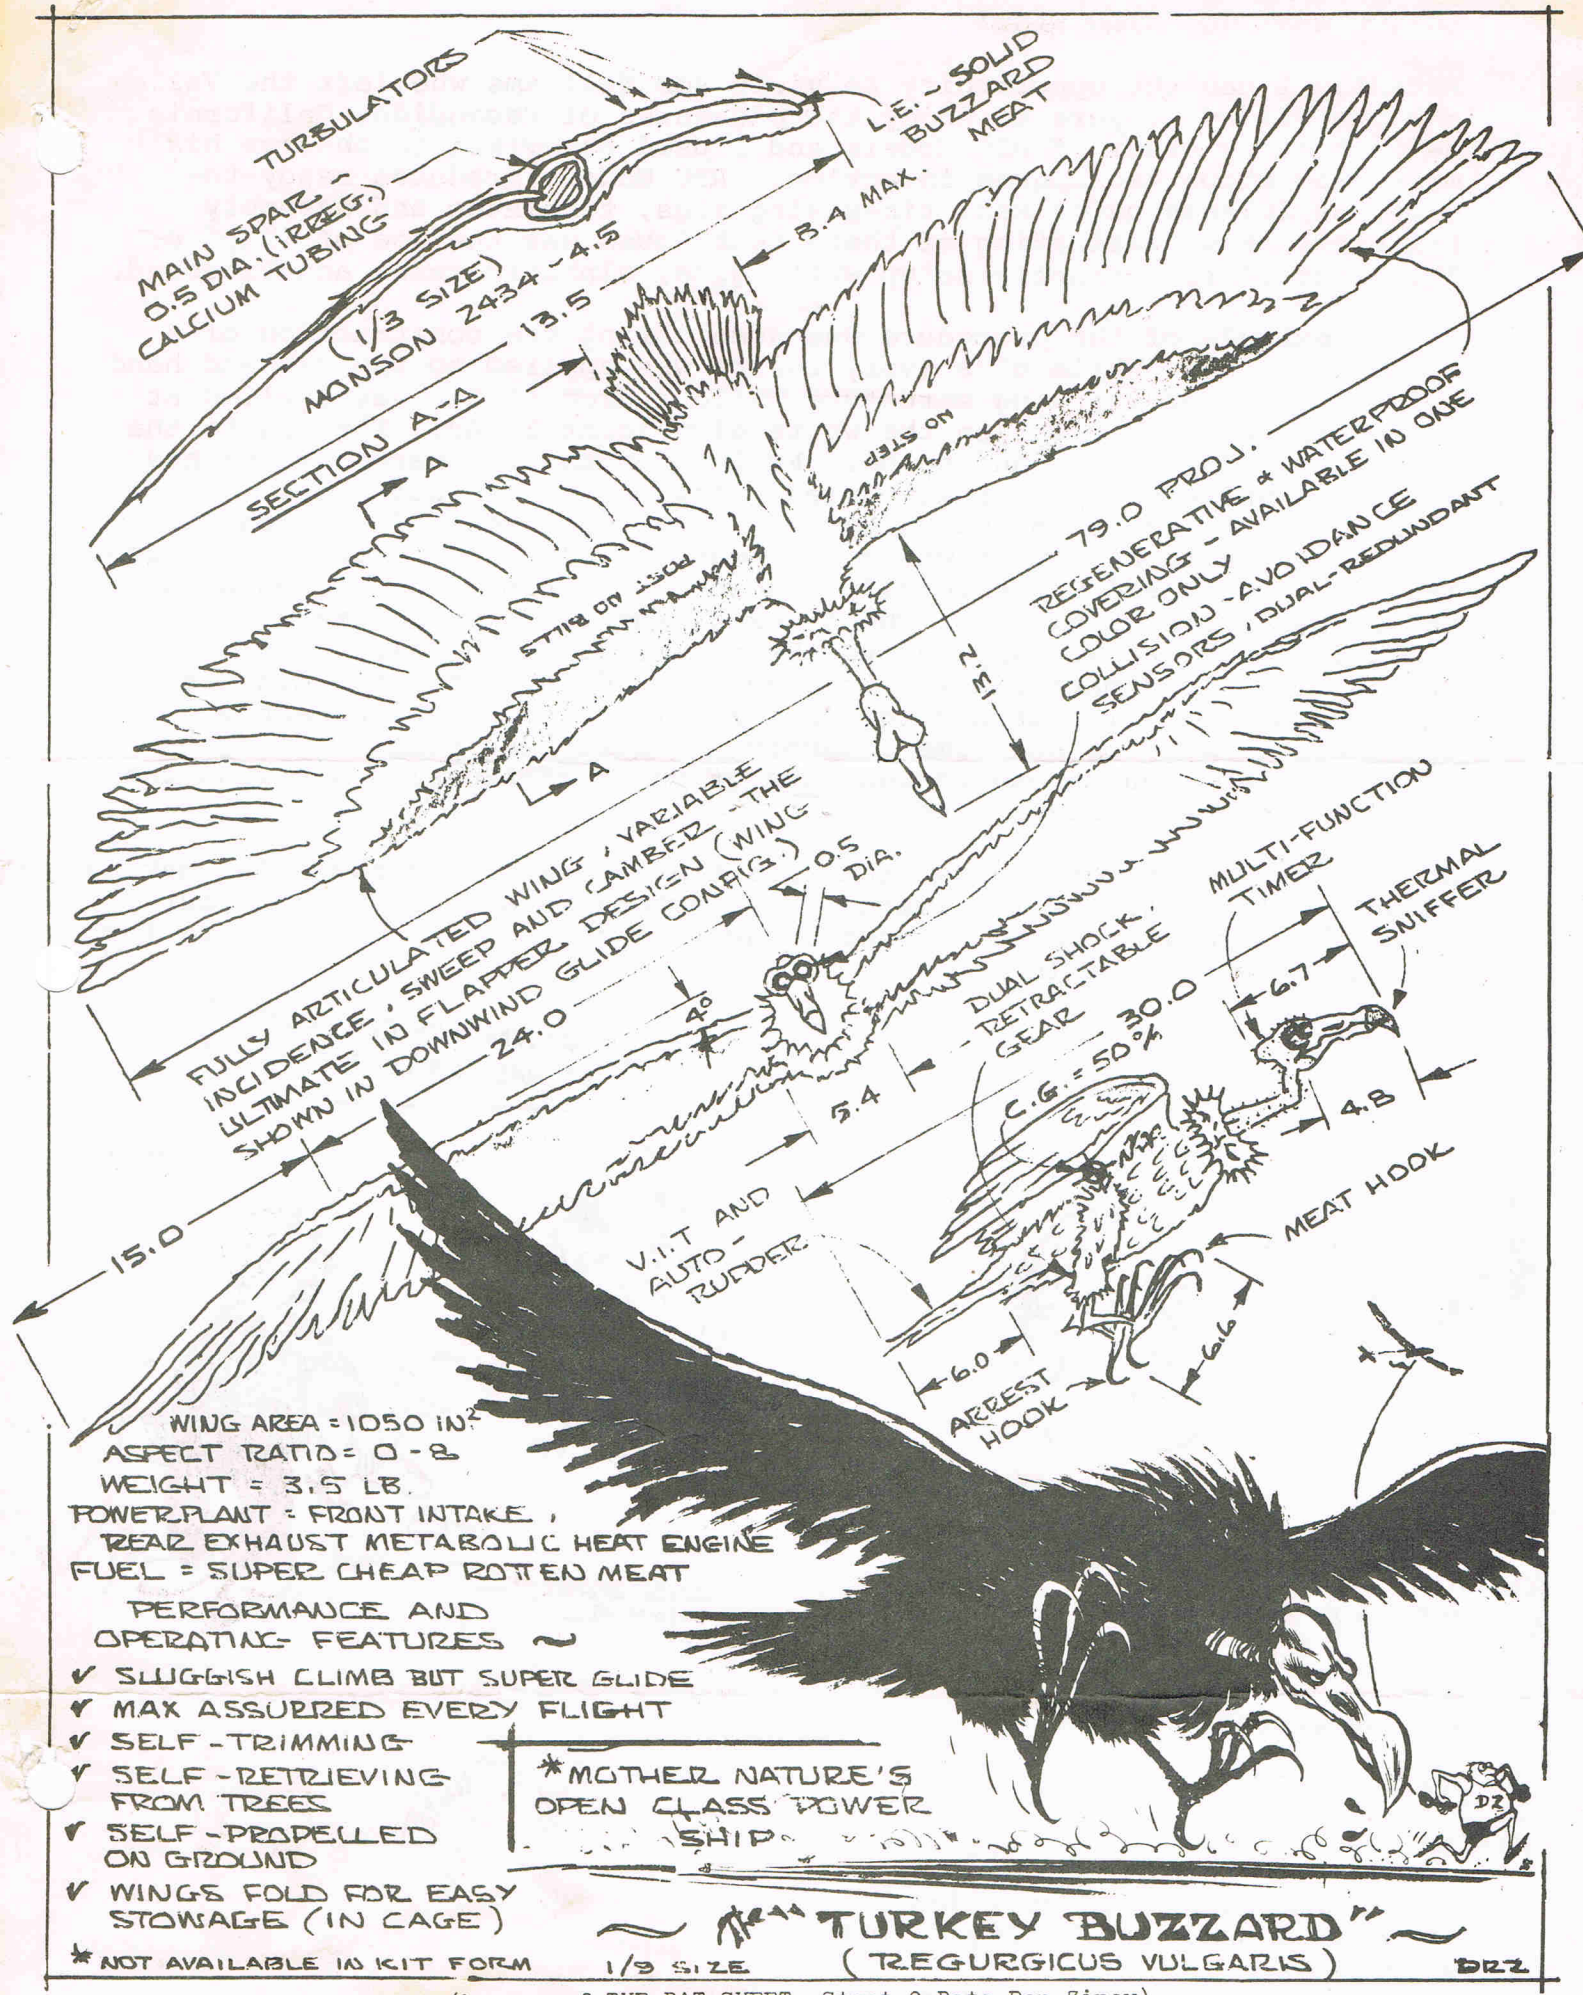 TURBULATORS
L.E. - SOLID
BUZZARD
MEAT
MAIN SPAR -
0.5 DIA. (IRREG.)
CALCIUM TUBING
(1/3 SIZE)
MONSON 2434-4.5
13.5
8.4 MAX.
SECTION A-A
A
NO STEP
POST NO BILLS
A
79.0 PROJ.
REGENERATIVE & WATERPROOF
COVERING - AVAILABLE IN ONE
COLOR ONLY
COLLISION-AVOIDANCE
SENSORS, DUAL-REDUNDANT
13.2
FULLY ARTICULATED WING, VARIABLE
INCIDENCE, SWEEP AND CAMBER - THE
ULTIMATE IN FLAPPER DESIGN (WING
SHOWN IN DOWNWIND GLIDE CONFIG.)
0.5
DIA.
24.0
4°
15.0
MULTI-FUNCTION
TIMER
THERMAL
SNIFFER
DUAL SHOCK,
RETRACTABLE
GEAR
30.0
6.7
C.G. = 50%
5.4
4.8
V.I.T AND
AUTO-
RUDDER
MEAT HOOK
6.6
6.0
ARREST
HOOK
WING AREA = 1050 IN²
ASPECT RATIO = 0-8
WEIGHT = 3.5 LB.
POWERPLANT = FRONT INTAKE,
REAR EXHAUST METABOLIC HEAT ENGINE
FUEL = SUPER CHEAP ROTTEN MEAT
PERFORMANCE AND
OPERATING FEATURES ~
✓ SLUGGISH CLIMB BUT SUPER GLIDE
✓ MAX ASSURRED EVERY FLIGHT
✓ SELF-TRIMMING
✓ SELF-RETRIEVING
FROM TREES
✓ SELF-PROPELLED
ON GROUND
✓ WINGS FOLD FOR EASY
STOWAGE (IN CAGE)
* NOT AVAILABLE IN KIT FORM
* MOTHER NATURE'S
OPEN CLASS POWER
SHIP
DZ
~ "TURKEY BUZZARD" ~
1/9 SIZE
(REGURGICUS VULGARIS)
DRZ